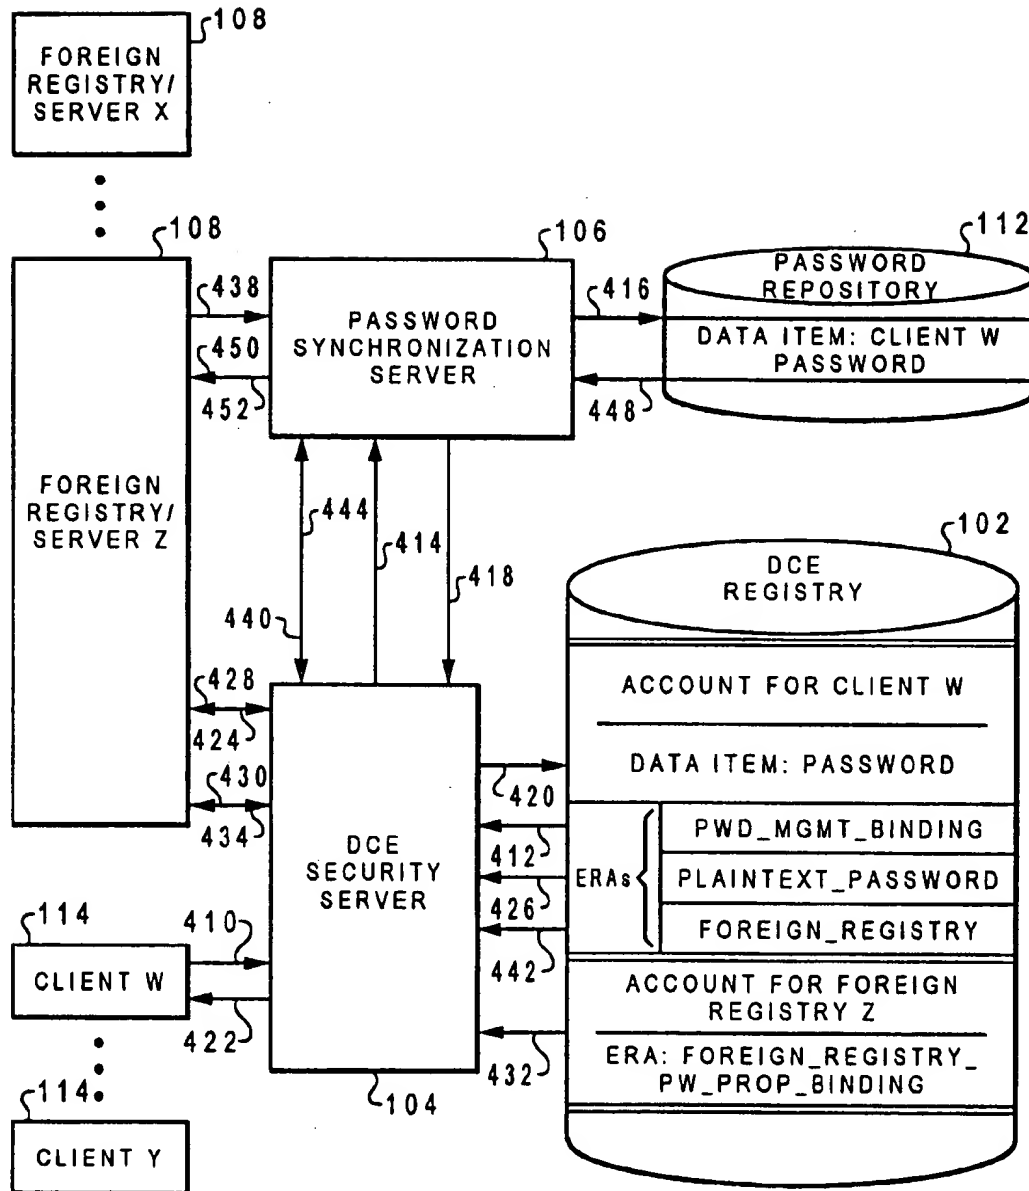 108
FOREIGN
REGISTRY/
SERVER X
108
106
112
FOREIGN
REGISTRY/
SERVER Z
438
450
452
PASSWORD
SYNCHRONIZATION
SERVER
416
448
PASSWORD
REPOSITORY
DATA ITEM: CLIENT W
PASSWORD
444
414
418
440
428
424
430
434
DCE
SECURITY
SERVER
104
102
DCE
REGISTRY
ACCOUNT FOR CLIENT W
DATA ITEM: PASSWORD
420
412
426
442
432
ERAs
PWD_MGMT_BINDING
PLAINTEXT_PASSWORD
FOREIGN_REGISTRY
ACCOUNT FOR FOREIGN
REGISTRY Z
ERA: FOREIGN_REGISTRY_
PW_PROP_BINDING
114
CLIENT W
410
422
114
CLIENT Y